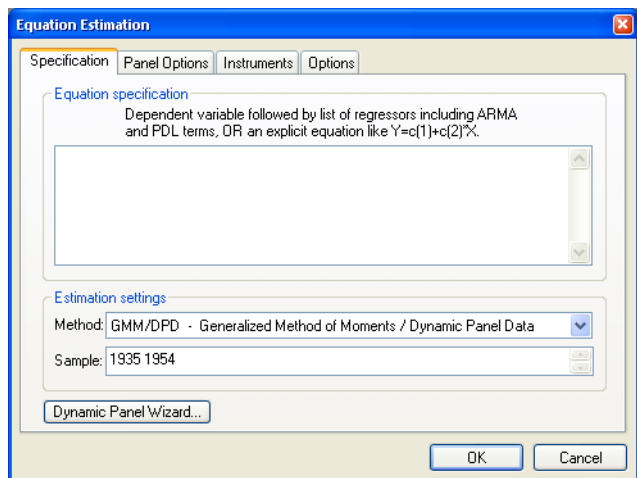 Equation Estimation
Specification Panel Options Instruments Options
Equation specification
Dependent variable followed by list of regressors including ARMA
and PDL terms, OR an explicit equation like Y=c(1)+c(2)*X.
Estimation settings
Method: GMM/DPD - Generalized Method of Moments / Dynamic Panel Data
Sample: 1935 1954
Dynamic Panel Wizard...
OK Cancel